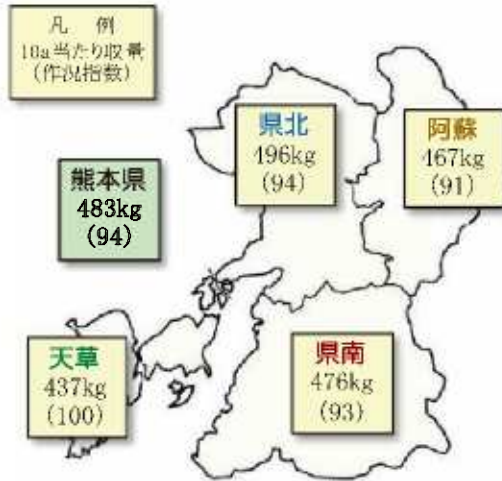 凡 例
10a当たり収量
(作況指数)
県北
496kg
(94)
阿蘇
467kg
(91)
熊本県
483kg
(94)
天草
437kg
(100)
県南
476kg
(93)